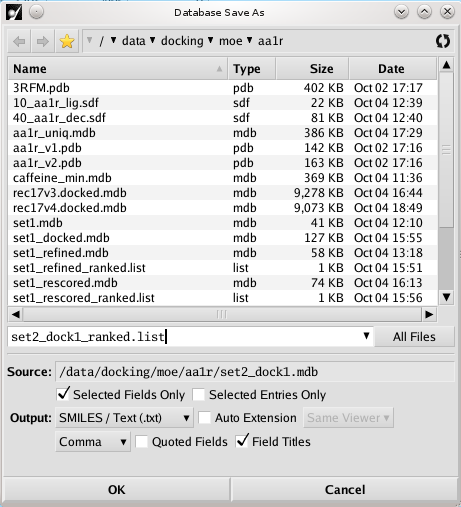 Database Save As
/ data docking moe aa1r
Name Type Size Date
3RFM.pdb pdb 402 KB Oct 02 17:17
10_aa1r_lig.sdf sdf 22 KB Oct 04 12:39
40_aa1r_dec.sdf sdf 81 KB Oct 04 12:40
aa1r_uniq.mdb mdb 386 KB Oct 04 17:29
aa1r_v1.pdb pdb 142 KB Oct 02 17:16
aa1r_v2.pdb pdb 163 KB Oct 02 17:16
caffeine_min.mdb mdb 369 KB Oct 04 11:36
rec17v3.docked.mdb mdb 9,278 KB Oct 04 16:44
rec17v4.docked.mdb mdb 9,073 KB Oct 04 18:49
set1.mdb mdb 41 KB Oct 04 12:10
set1_docked.mdb mdb 127 KB Oct 04 15:55
set1_refined.mdb mdb 58 KB Oct 04 13:18
set1_refined_ranked.list list 1 KB Oct 04 15:51
set1_rescored.mdb mdb 74 KB Oct 04 16:13
set1_rescored_ranked.list list 1 KB Oct 04 15:56
set2_dock1_ranked.list All Files
Source: /data/docking/moe/aa1r/set2_dock1.mdb
Selected Fields Only Selected Entries Only
Output: SMILES / Text (.txt) Auto Extension Same Viewer
Comma Quoted Fields Field Titles
OK Cancel